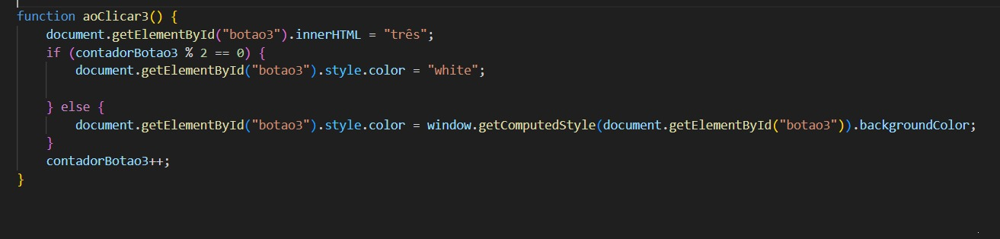 function aoClicar3() {
    document.getElementById("botao3").innerHTML = "três";
    if (contadorBotao3 % 2 == 0) {
        document.getElementById("botao3").style.color = "white";

    } else {
        document.getElementById("botao3").style.color = window.getComputedStyle(document.getElementById("botao3")).backgroundColor;
    }
    contadorBotao3++;
}